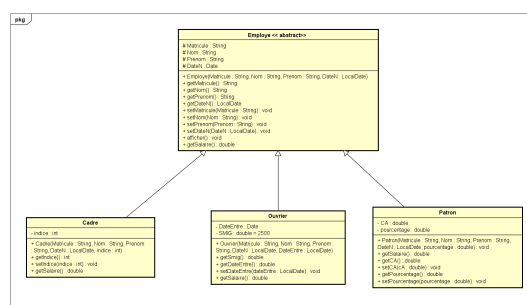 pkg
Employe << abstract>>
# Matricule : String
# Nom : String
# Prenom : String
# DateN : Date
+ Employe(Matricule : String, Nom : String, Prenom : String, DateN : LocalDate)
+ getMatricule() : String
+ getNom() : String
+ getPrenom() : String
+ getDateN() : LocalDate
+ setMatricule(Matricule : String) : void
+ setNom(Nom : String) : void
+ setPrenom(Prenom : String) : void
+ setDateN(DateN : LocalDate) : void
+ afficher() : void
+ getSalaire() : double
Cadre
- indice : int
+ Cadre(Matricule : String, Nom : String, Prenom :
String, DateN : LocalDate, indice : int)
+ getIndice() : int
+ setIndice(indice : int) : void
+ getSalaire() : double
Ouvrier
- DateEntre : Date
- SMIG : double = 2500
+ Ouvrier(Matricule : String, Nom : String, Prenom :
String, DateN : LocalDate, DateEntre : LocalDate)
+ getSmig() : double
+ getDateEntre() : double
+ setDateEntre(dateEntre : LocalDate) : void
+ getSalaire() : double
Patron
- CA : double
- pourcentage : double
+ Patron(Matricule : String, Nom : String, Prenom : String,
DateN : LocalDate, pourcentage : double) : void
+ getSalaire() : double
+ getCA() : double
+ setCA(cA : double) : void
+ getPourcentage() : double
+ setPourcentage(pourcentage : double) : void